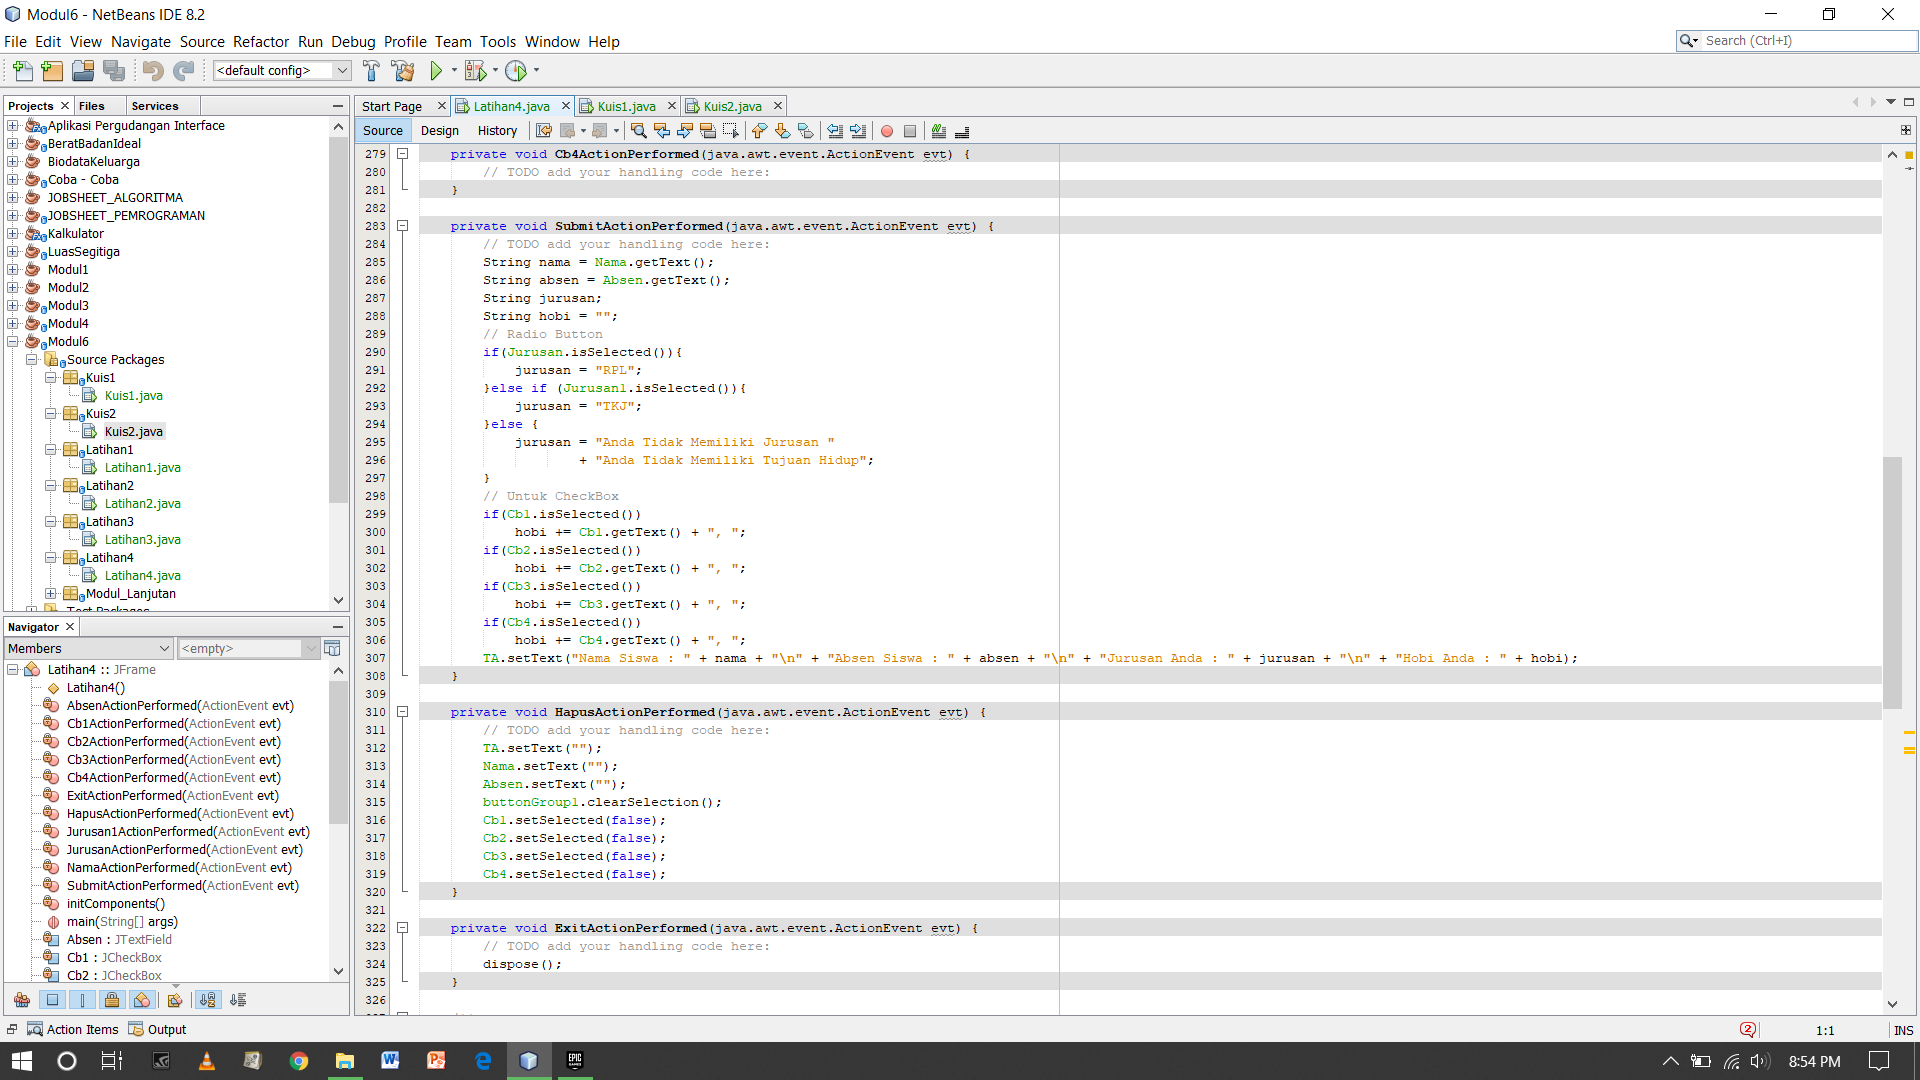 Modul6 - NetBeans IDE 8.2
File Edit View Navigate Source Refactor Run Debug Profile Team Tools Window Help
Search (Ctrl+I)
<default config>
Projects Files Services
Aplikasi Pergudangan Interface
BeratBadanIdeal
BiodataKeluarga
Coba - Coba
JOBSHEET_ALGORITMA
JOBSHEET_PEMROGRAMAN
Kalkulator
LuasSegitiga
Modul1
Modul2
Modul3
Modul4
Modul6
Source Packages
Kuis1
Kuis1.java
Kuis2
Kuis2.java
Latihan1
Latihan1.java
Latihan2
Latihan2.java
Latihan3
Latihan3.java
Latihan4
Latihan4.java
Modul_Lanjutan
Test Packages
Navigator
Members <empty>
Latihan4 :: JFrame
Latihan4()
AbsenActionPerformed(ActionEvent evt)
Cb1ActionPerformed(ActionEvent evt)
Cb2ActionPerformed(ActionEvent evt)
Cb3ActionPerformed(ActionEvent evt)
Cb4ActionPerformed(ActionEvent evt)
ExitActionPerformed(ActionEvent evt)
HapusActionPerformed(ActionEvent evt)
Jurusan1ActionPerformed(ActionEvent evt)
JurusanActionPerformed(ActionEvent evt)
NamaActionPerformed(ActionEvent evt)
SubmitActionPerformed(ActionEvent evt)
initComponents()
main(String[] args)
Absen : JTextField
Cb1 : JCheckBox
Cb2 : JCheckBox
Start Page Latihan4.java Kuis1.java Kuis2.java
Source Design History
279 private void Cb4ActionPerformed(java.awt.event.ActionEvent evt) {
280 // TODO add your handling code here:
281 }
282
283 private void SubmitActionPerformed(java.awt.event.ActionEvent evt) {
284 // TODO add your handling code here:
285 String nama = Nama.getText();
286 String absen = Absen.getText();
287 String jurusan;
288 String hobi = "";
289 // Radio Button
290 if(Jurusan.isSelected()){
291 jurusan = "RPL";
292 }else if (Jurusan1.isSelected()){
293 jurusan = "TKJ";
294 }else {
295 jurusan = "Anda Tidak Memiliki Jurusan "
296 + "Anda Tidak Memiliki Tujuan Hidup";
297 }
298 // Untuk CheckBox
299 if(Cb1.isSelected())
300 hobi += Cb1.getText() + ", ";
301 if(Cb2.isSelected())
302 hobi += Cb2.getText() + ", ";
303 if(Cb3.isSelected())
304 hobi += Cb3.getText() + ", ";
305 if(Cb4.isSelected())
306 hobi += Cb4.getText() + ", ";
307 TA.setText("Nama Siswa : " + nama + "\n" + "Absen Siswa : " + absen + "\n" + "Jurusan Anda : " + jurusan + "\n" + "Hobi Anda : " + hobi);
308 }
309
310 private void HapusActionPerformed(java.awt.event.ActionEvent evt) {
311 // TODO add your handling code here:
312 TA.setText("");
313 Nama.setText("");
314 Absen.setText("");
315 buttonGroup1.clearSelection();
316 Cb1.setSelected(false);
317 Cb2.setSelected(false);
318 Cb3.setSelected(false);
319 Cb4.setSelected(false);
320 }
321
322 private void ExitActionPerformed(java.awt.event.ActionEvent evt) {
323 // TODO add your handling code here:
324 dispose();
325 }
326
Action Items Output
2 1:1 INS
EPIC GAMES
8:54 PM